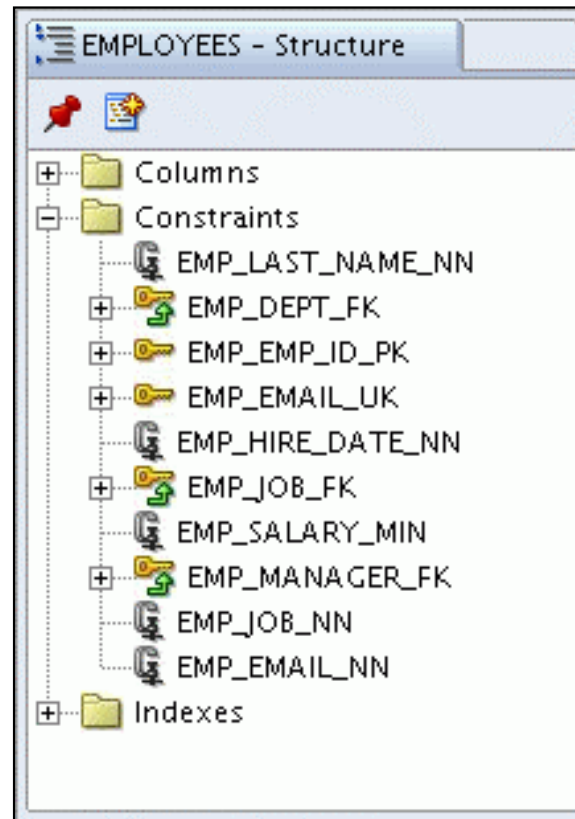 EMPLOYEES - Structure
Columns
Constraints
EMP_LAST_NAME_NN
EMP_DEPT_FK
EMP_EMP_ID_PK
EMP_EMAIL_UK
EMP_HIRE_DATE_NN
EMP_JOB_FK
EMP_SALARY_MIN
EMP_MANAGER_FK
EMP_JOB_NN
EMP_EMAIL_NN
Indexes